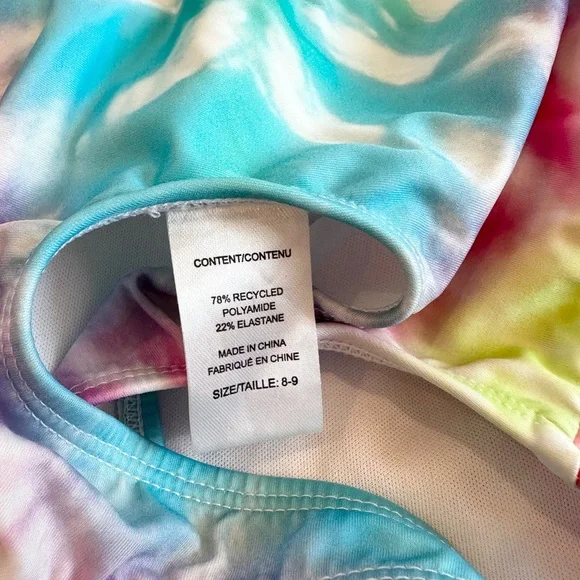 CONTENT/CONTENU
78% RECYCLED
POLYAMIDE
22% ELASTANE
MADE IN CHINA
FABRIQUÉ EN CHINE
SIZE/TAILLE: 8-9